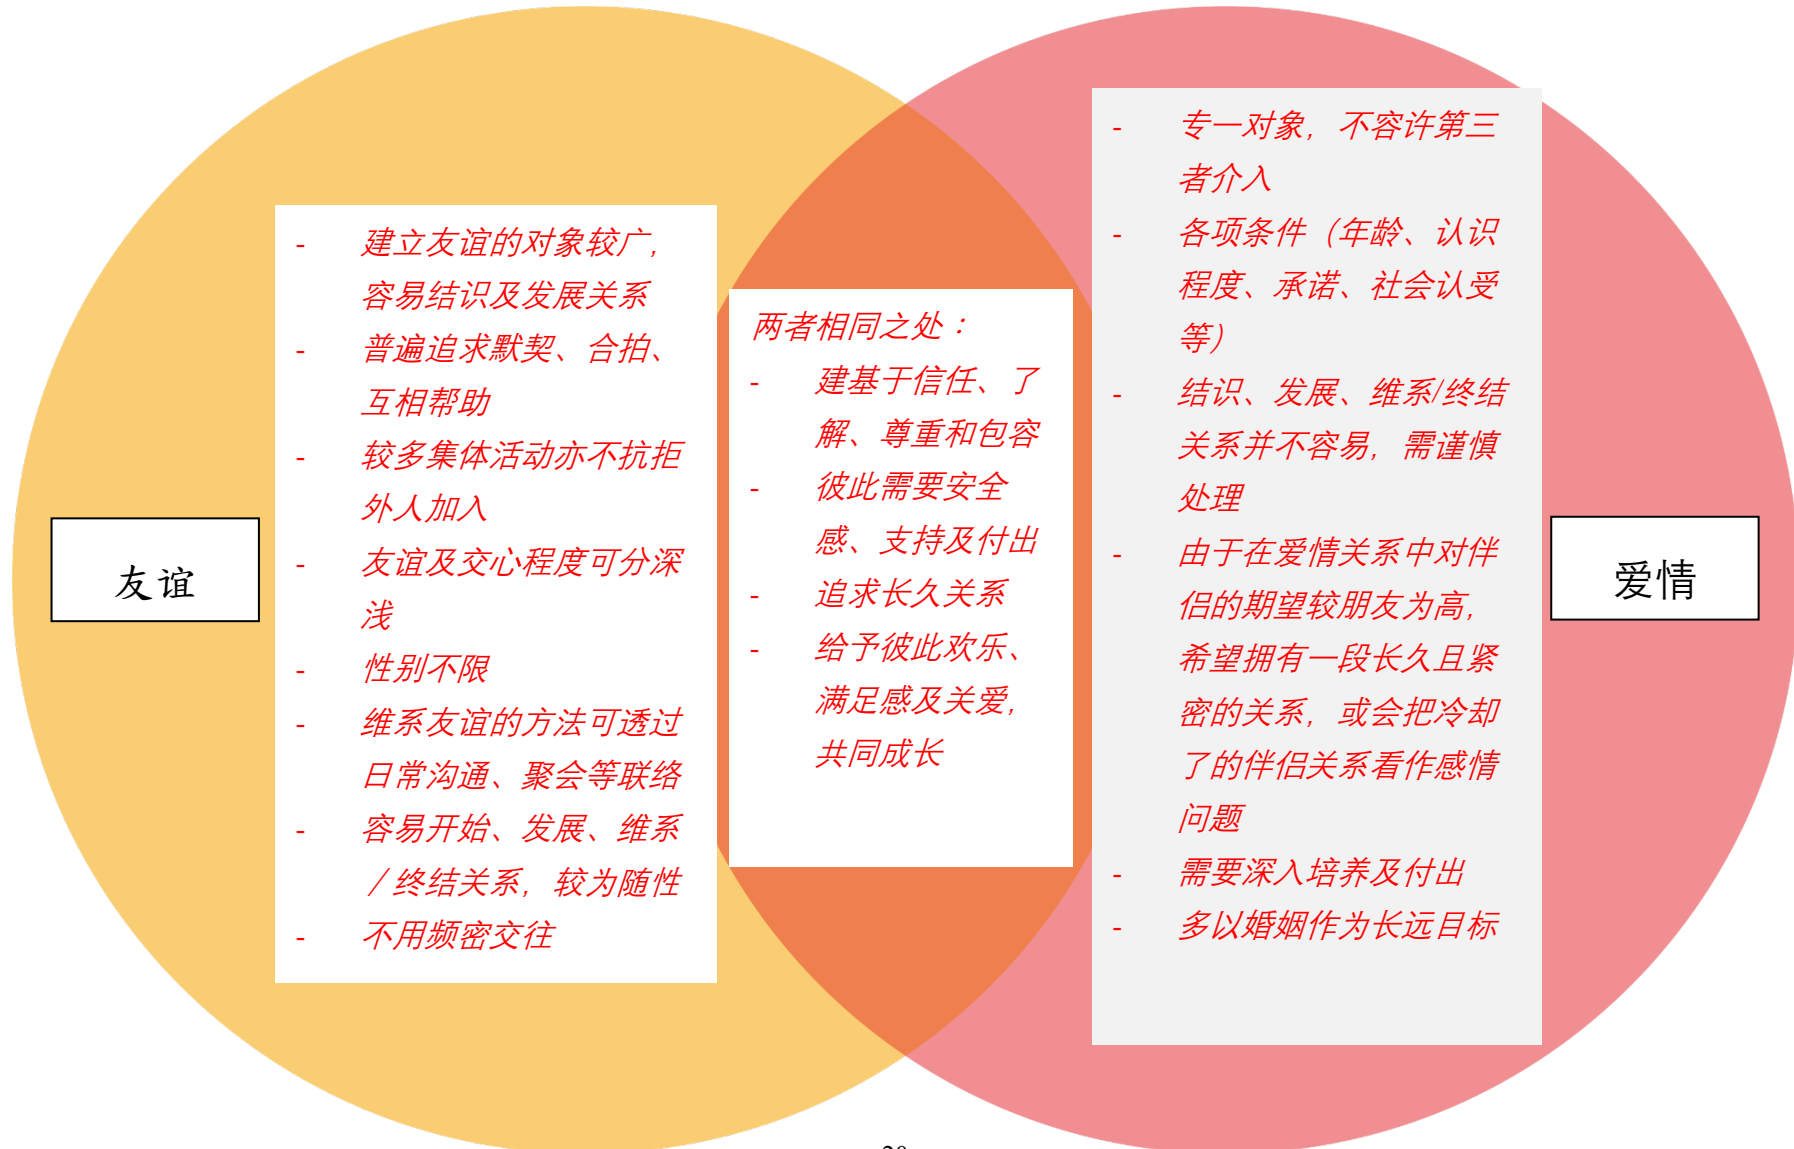 友谊
- 建立友谊的对象较广，
容易结识及发展关系
- 普遍追求默契、合拍、
互相帮助
- 较多集体活动亦不抗拒
外人加入
- 友谊及交心程度可分深
浅
- 性别不限
- 维系友谊的方法可透过
日常沟通、聚会等联络
- 容易开始、发展、维系
／终结关系，较为随性
- 不用频密交往
两者相同之处：
- 建基于信任、了
解、尊重和包容
- 彼此需要安全
感、支持及付出
- 追求长久关系
- 给予彼此欢乐、
满足感及关爱，
共同成长
- 专一对象，不容许第三
者介入
- 各项条件（年龄、认识
程度、承诺、社会认受
等）
- 结识、发展、维系/终结
关系并不容易，需谨慎
处理
- 由于在爱情关系中对伴
侣的期望较朋友为高，
希望拥有一段长久且紧
密的关系，或会把冷却
了的伴侣关系看作感情
问题
- 需要深入培养及付出
- 多以婚姻作为长远目标
爱情